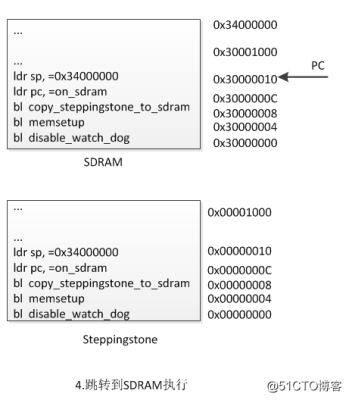 ...
0x34000000
...
0x30001000
ldr sp, =0x34000000
0x30000010
PC
ldr pc, =on_sdram
0x3000000C
bl copy_steppingstone_to_sdram
0x30000008
bl memsetup
0x30000004
bl disable_watch_dog
0x30000000
SDRAM
...
0x00001000
...
ldr sp, =0x34000000
0x00000010
ldr pc, =on_sdram
0x0000000C
bl copy_steppingstone_to_sdram
0x00000008
bl memsetup
0x00000004
bl disable_watch_dog
0x00000000
Steppingstone
4.跳转到SDRAM执行
@51CTO博客